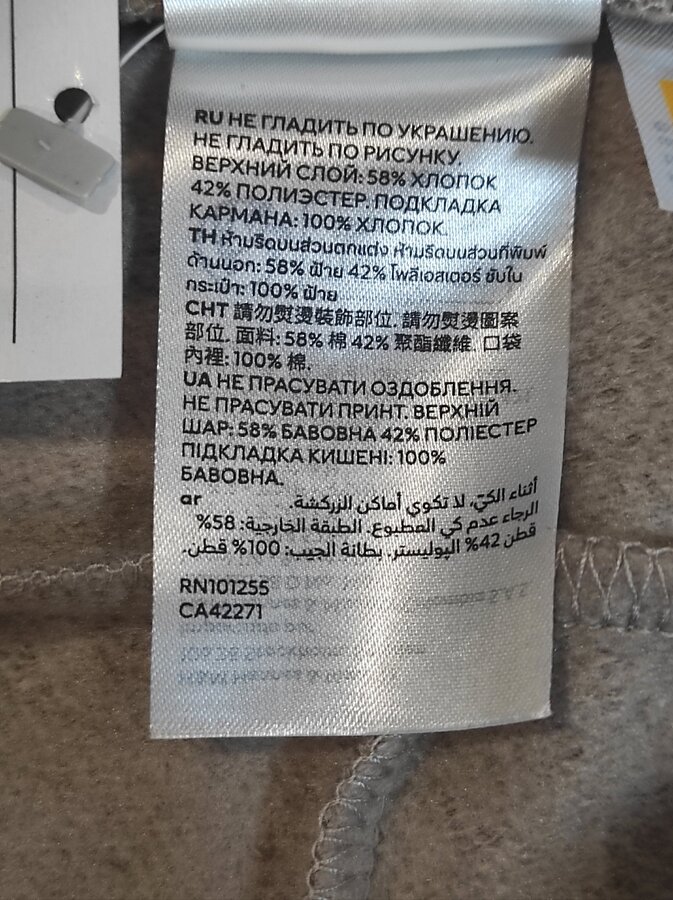 RU НЕ ГЛАДИТЬ ПО УКРАШЕНИЮ.
НЕ ГЛАДИТЬ ПО РИСУНКУ.
ВЕРХНИЙ СЛОЙ: 58% ХЛОПОК
42% ПОЛИЭСТЕР. ПОДКЛАДКА
КАРМАНА: 100% ХЛОПОК
TH ห้ามรีดบนส่วนตกแต่ง ห้ามรีดบนส่วนที่พิมพ์
ด้านนอก: 58% ฝ้าย 42% โพลีเอสเตอร์ ซับใน
กระเป๋า: 100% ฝ้าย
CHT 請勿熨燙裝飾部位. 請勿熨燙圖案
部位. 面料: 58% 棉 42% 聚酯纖維. 口袋
內裡: 100% 棉.
UA НЕ ПРАСУВАТИ ОЗДОБЛЕННЯ.
НЕ ПРАСУВАТИ ПРИНТ. ВЕРХНІЙ
ШАР: 58% БАВОВНА 42% ПОЛІЕСТЕР
ПІДКЛАДКА КИШЕНІ: 100%
БАВОВНА.
ar أثناء الكيّ، لا تكوي أماكن الزركشة.
الرجاء عدم كي المطبوع. الطبقة الخارجية: 58%
قطن 42% البوليستر. بطانة الجيب: 100% قطن.
RN101255
CA42271